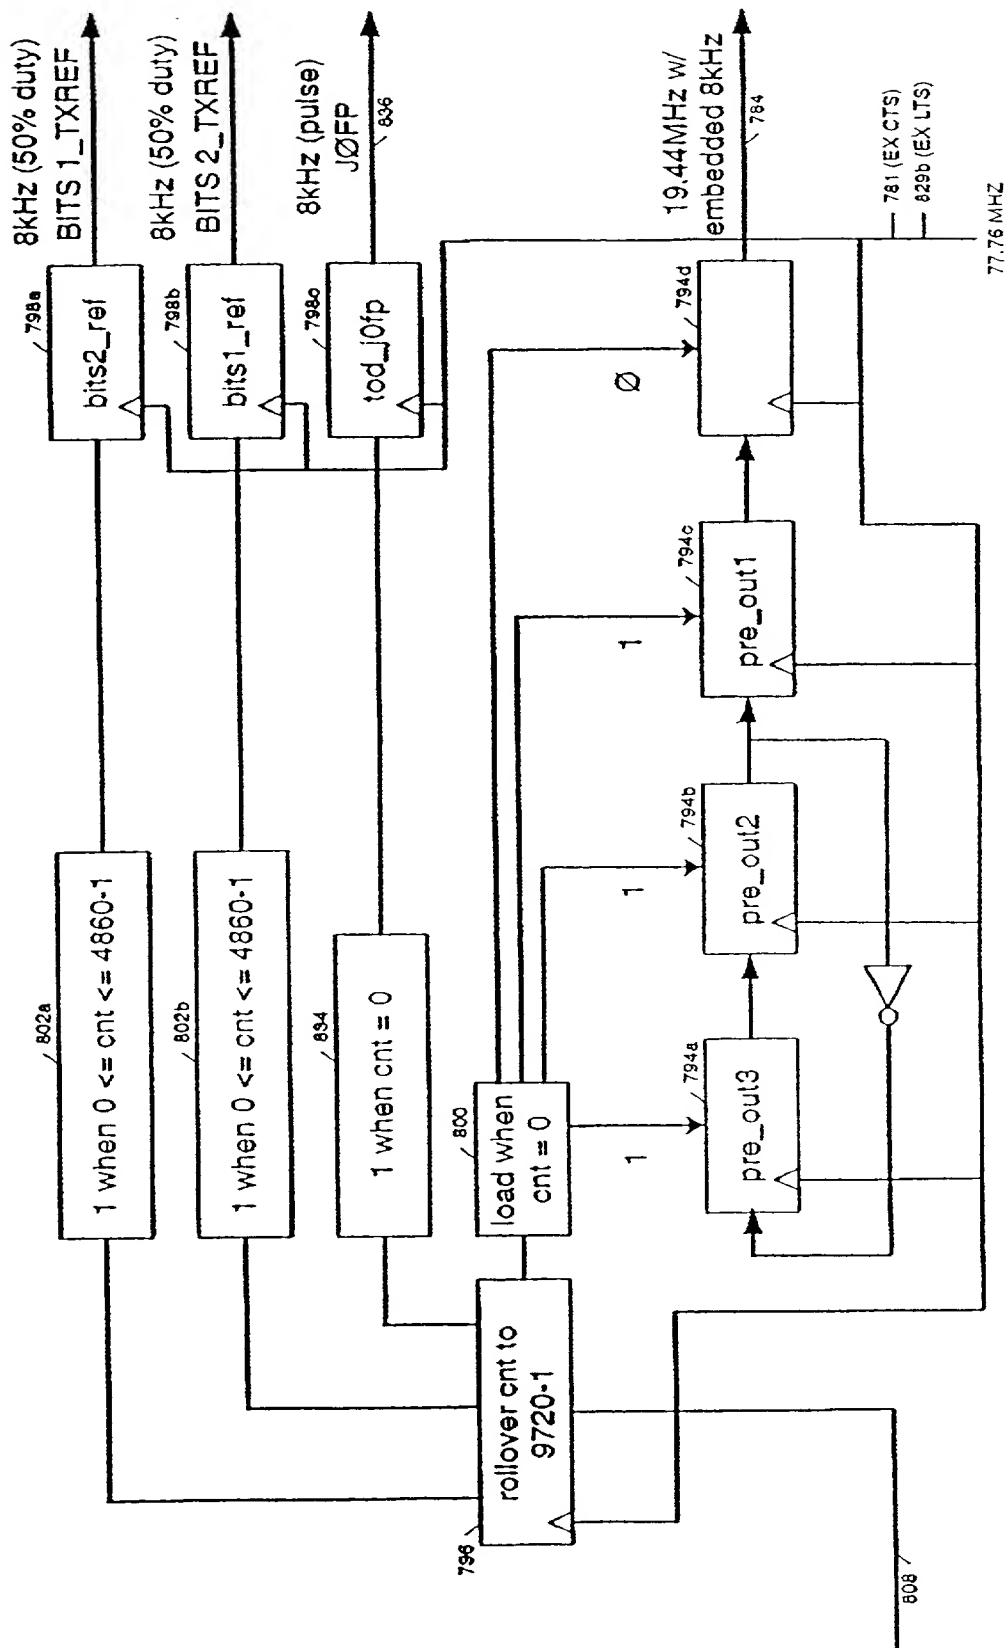 8kHz (50% duty)
BITS 1_TXREF
798a
bits2_ref
802a
1 when 0 <= cnt <= 4860-1
8kHz (50% duty)
BITS 2_TXREF
798b
bits1_ref
802b
1 when 0 <= cnt <= 4860-1
8kHz (pulse)
JØFP
836
798c
tod_j0fp
834
1 when cnt = 0
800
load when
cnt = 0
796
rollover cnt to
9720-1
19.44MHz w/
embedded 8kHz
784
794d
Ø
794c
pre_out1
1
794b
pre_out2
1
794a
pre_out3
1
781 (EX CTS)
829b (EX LTS)
77.76 MHZ
808